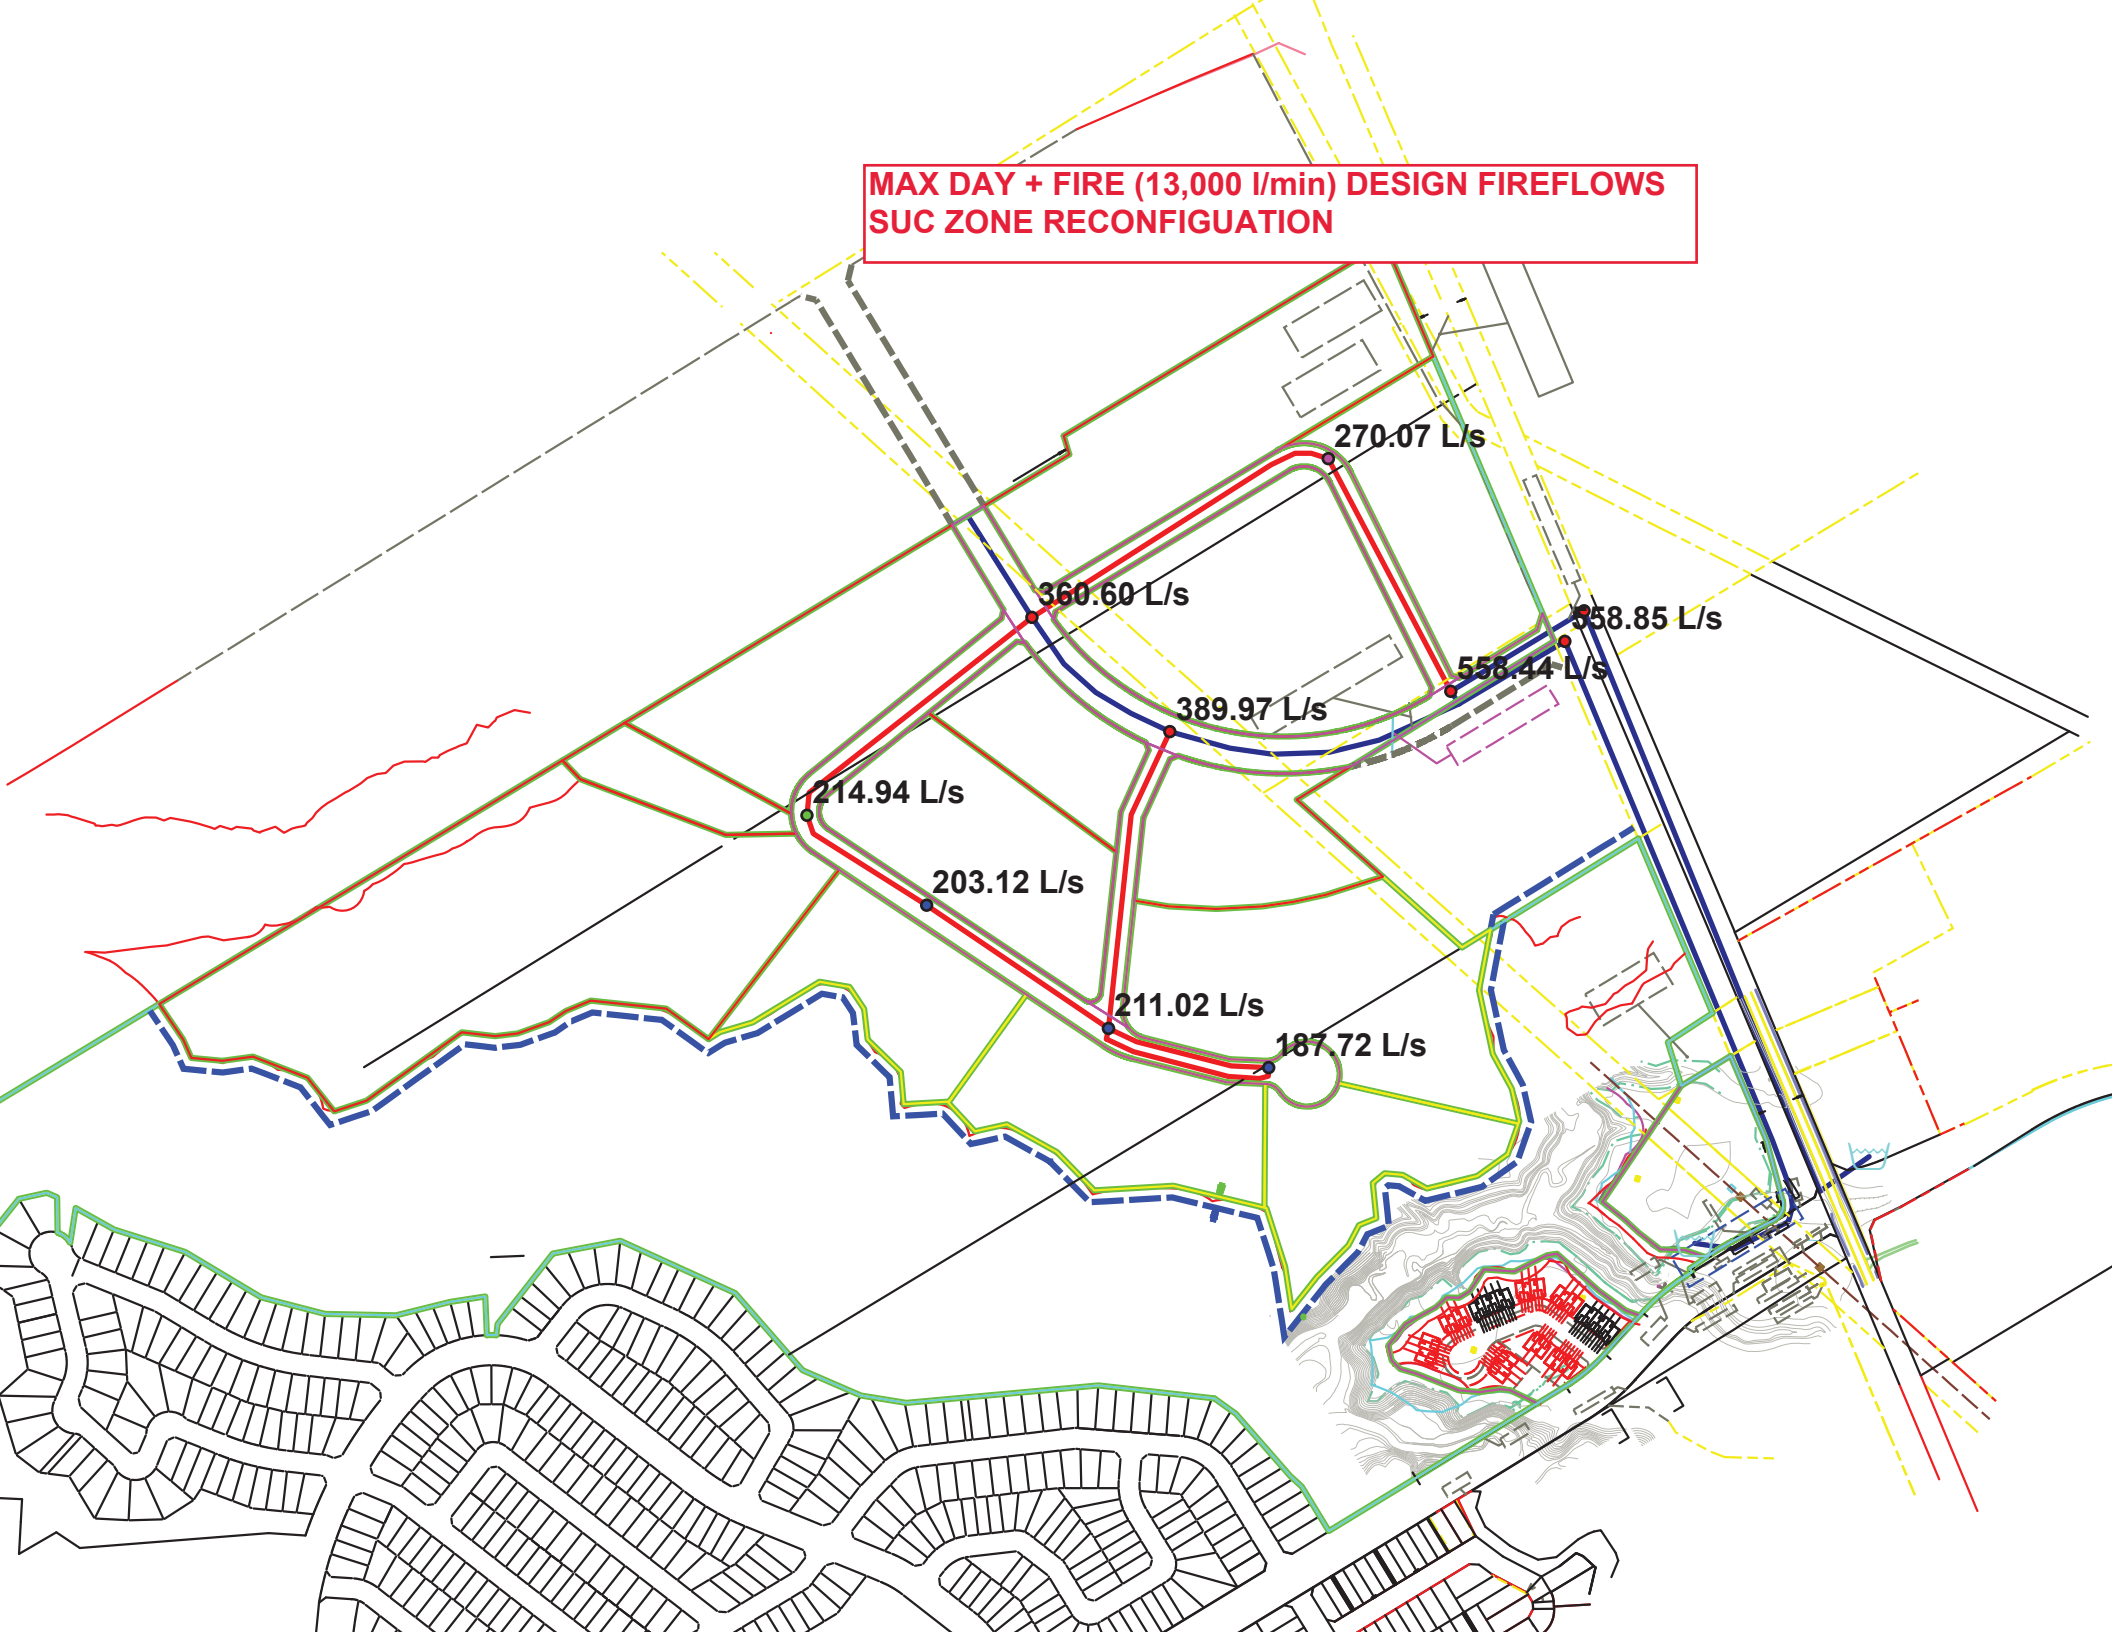 MAX DAY + FIRE (13,000 l/min) DESIGN FIREFLOWS
SUC ZONE RECONFIGUATION
270.07 L/s
360.60 L/s
558.85 L/s
558.44 L/s
389.97 L/s
214.94 L/s
203.12 L/s
211.02 L/s
187.72 L/s